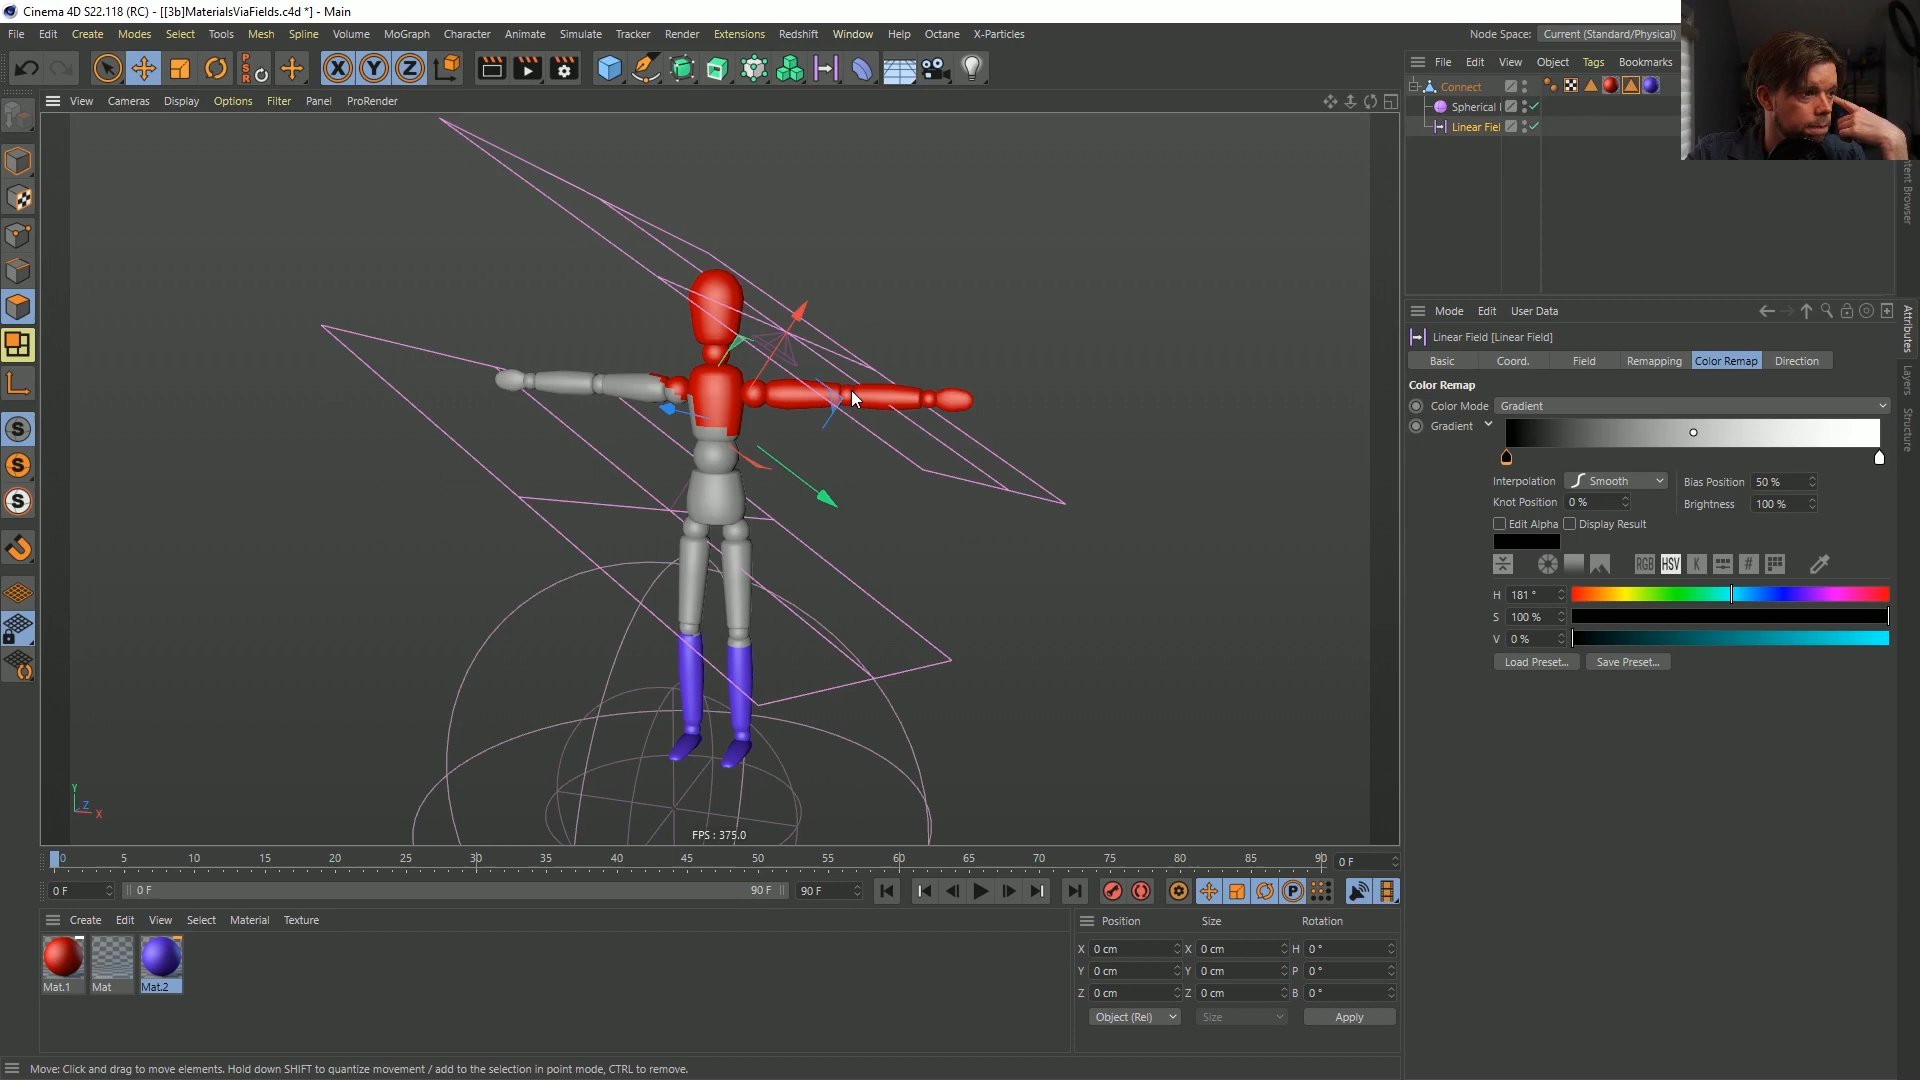 Cinema 4D S22.118 (RC) - [[3b]MaterialsViaFields.c4d *] - Main
File Edit Create Modes Select Tools Mesh Spline Volume MoGraph Character Animate Simulate Tracker Render Extensions Redshift Window Help Octane X-Particles Node Space: Current (Standard/Physical)
PSR X Y Z
File Edit View Object Tags Bookmarks
Connect
Spherical
Linear Fiel
View Cameras Display Options Filter Panel ProRender
Mode Edit User Data
Linear Field [Linear Field]
Basic Coord. Field Remapping Color Remap Direction
Color Remap
Color Mode Gradient
Gradient
Interpolation Smooth Bias Position 50 %
Knot Position 0 % Brightness 100 %
Edit Alpha Display Result
RGB HSV K #
H 181 °
S 100 %
V 0 %
Load Preset... Save Preset...
Attributes
Layers
Structure
S
S
S
Y
Z
X
FPS : 375.0
0 5 10 15 20 25 30 35 40 45 50 55 60 65 70 75 80 85 90 0 F
0 F 0 F 90 F 90 F P
Create Edit View Select Material Texture
Mat.1 Mat Mat.2
Position Size Rotation
X 0 cm X 0 cm H 0 °
Y 0 cm Y 0 cm P 0 °
Z 0 cm Z 0 cm B 0 °
Object (Rel) Size Apply
Move: Click and drag to move elements. Hold down SHIFT to quantize movement / add to the selection in point mode, CTRL to remove.